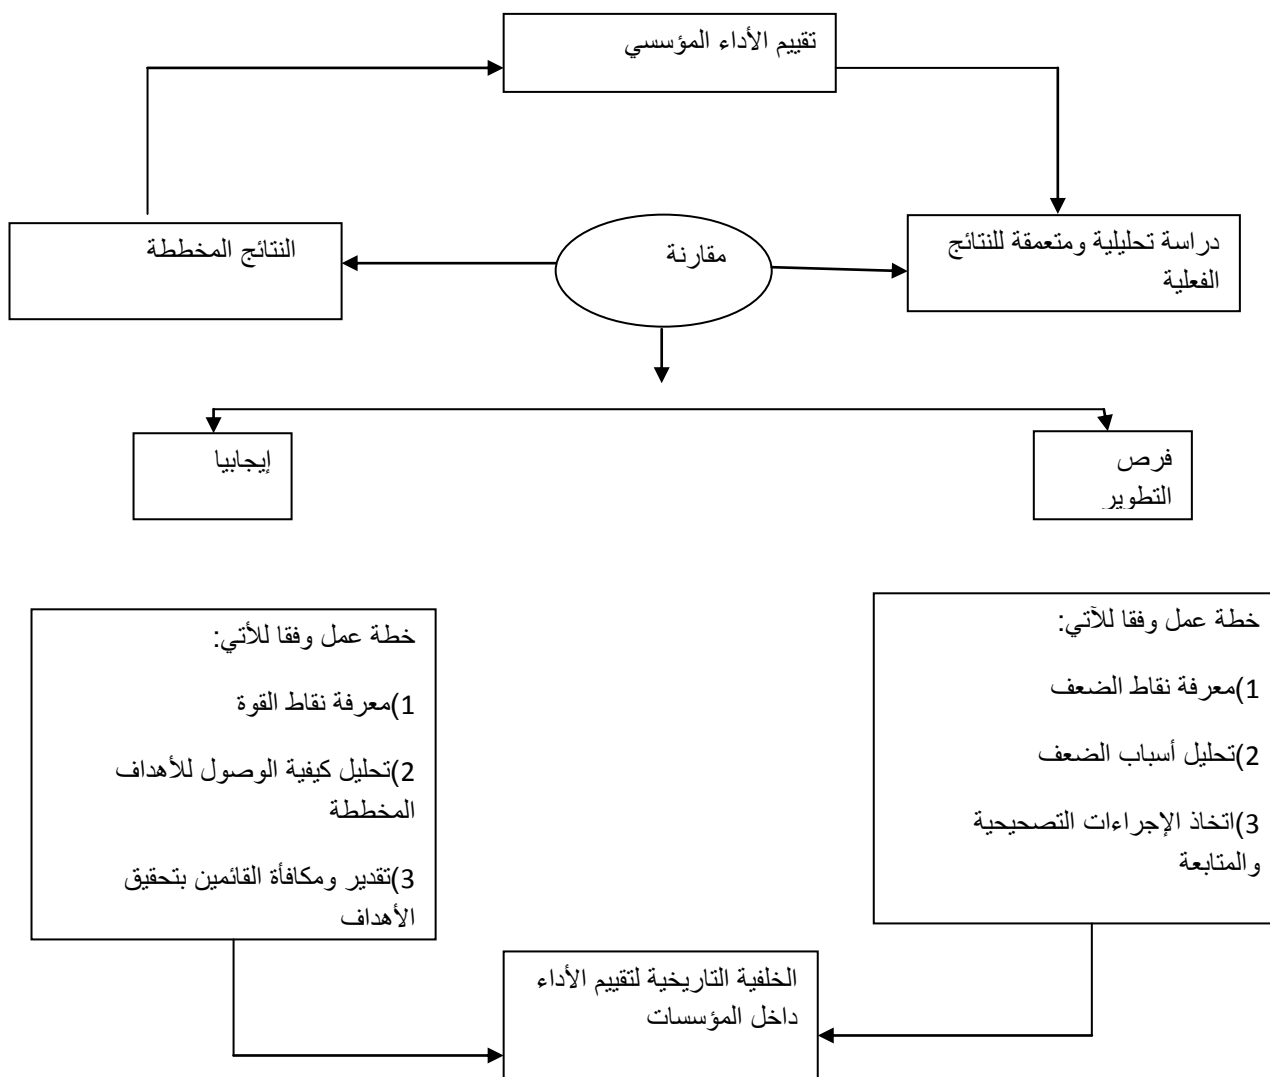 تقييم الأداء المؤسسي
دراسة تحليلية ومتعمقة للنتائج
الفعلية
مقارنة
النتائج المخططة
فرص
التطوير
إيجابيا
خطة عمل وفقا للآتي:
1)معرفة نقاط الضعف
2)تحليل أسباب الضعف
3)اتخاذ الإجراءات التصحيحية
والمتابعة
خطة عمل وفقا للأتي:
1)معرفة نقاط القوة
2)تحليل كيفية الوصول للأهداف
المخططة
3)تقدير ومكافأة القائمين بتحقيق
الأهداف
الخلفية التاريخية لتقييم الأداء
داخل المؤسسات